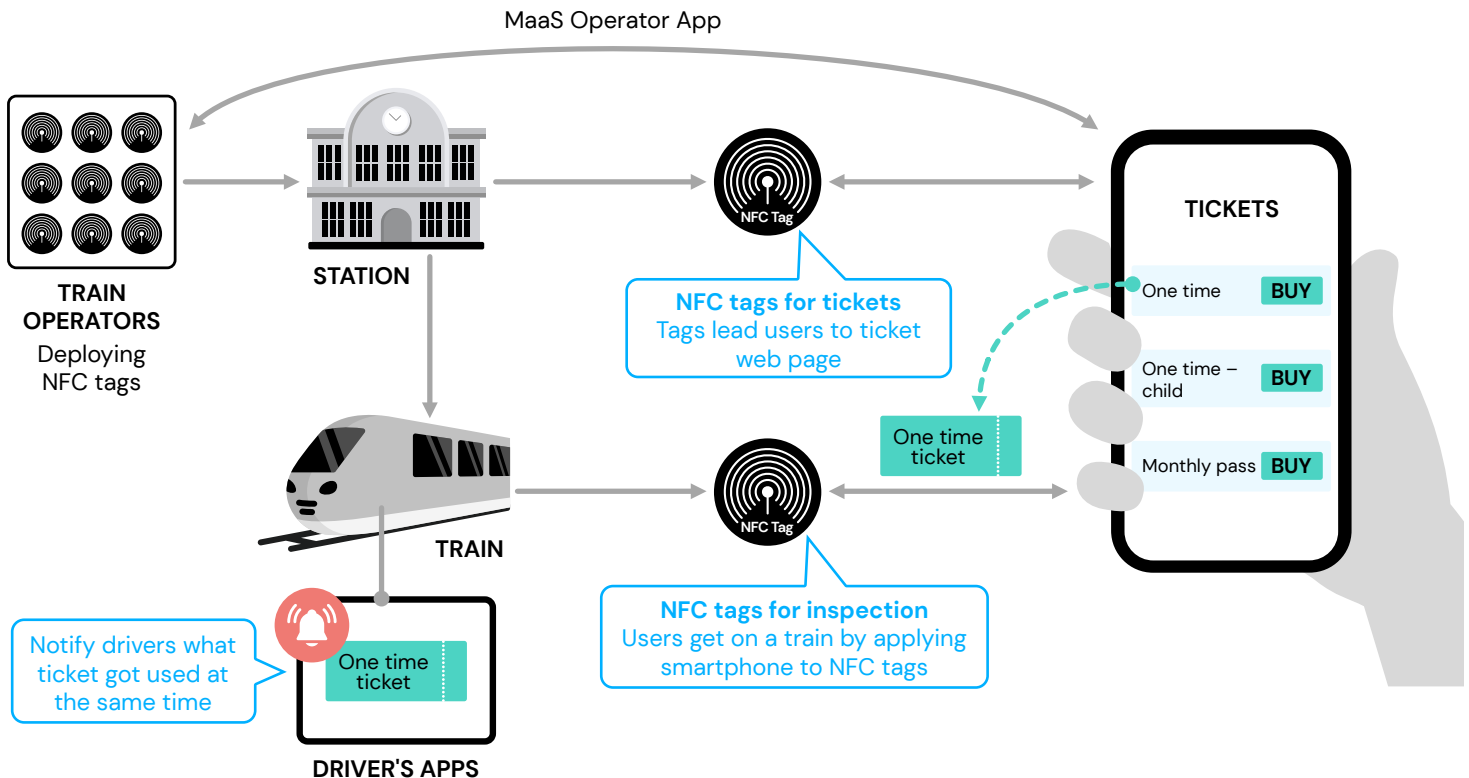 MaaS Operator App
TRAIN
OPERATORS
Deploying
NFC tags
STATION
NFC Tag
NFC tags for tickets
Tags lead users to ticket
web page
TICKETS
One time
BUY
One time –
child
BUY
Monthly pass
BUY
One time
ticket
TRAIN
NFC Tag
NFC tags for inspection
Users get on a train by applying
smartphone to NFC tags
Notify drivers what
ticket got used at
the same time
One time
ticket
DRIVER'S APPS